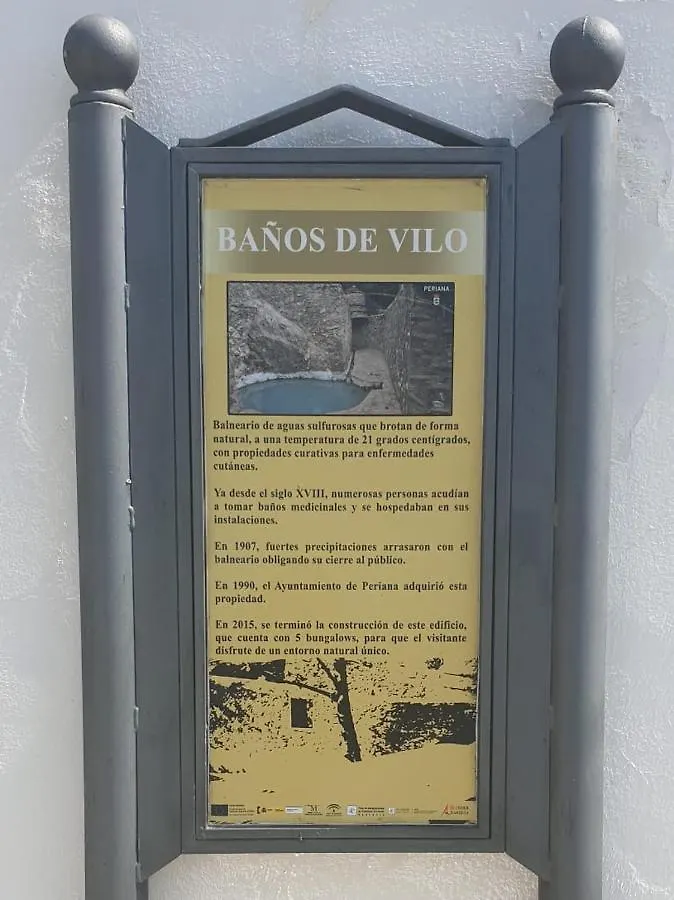 BAÑOS DE VILO
PERIANA
Balneario de aguas sulfurosas que brotan de forma
natural, a una temperatura de 21 grados centígrados,
con propiedades curativas para enfermedades
cutáneas.
Ya desde el siglo XVIII, numerosas personas acudían
a tomar baños medicinales y se hospedaban en sus
instalaciones.
En 1907, fuertes precipitaciones arrasaron con el
balneario obligando su cierre al público.
En 1990, el Ayuntamiento de Periana adquirió esta
propiedad.
En 2015, se terminó la construcción de este edificio,
que cuenta con 5 bungalows, para que el visitante
disfrute de un entorno natural único.